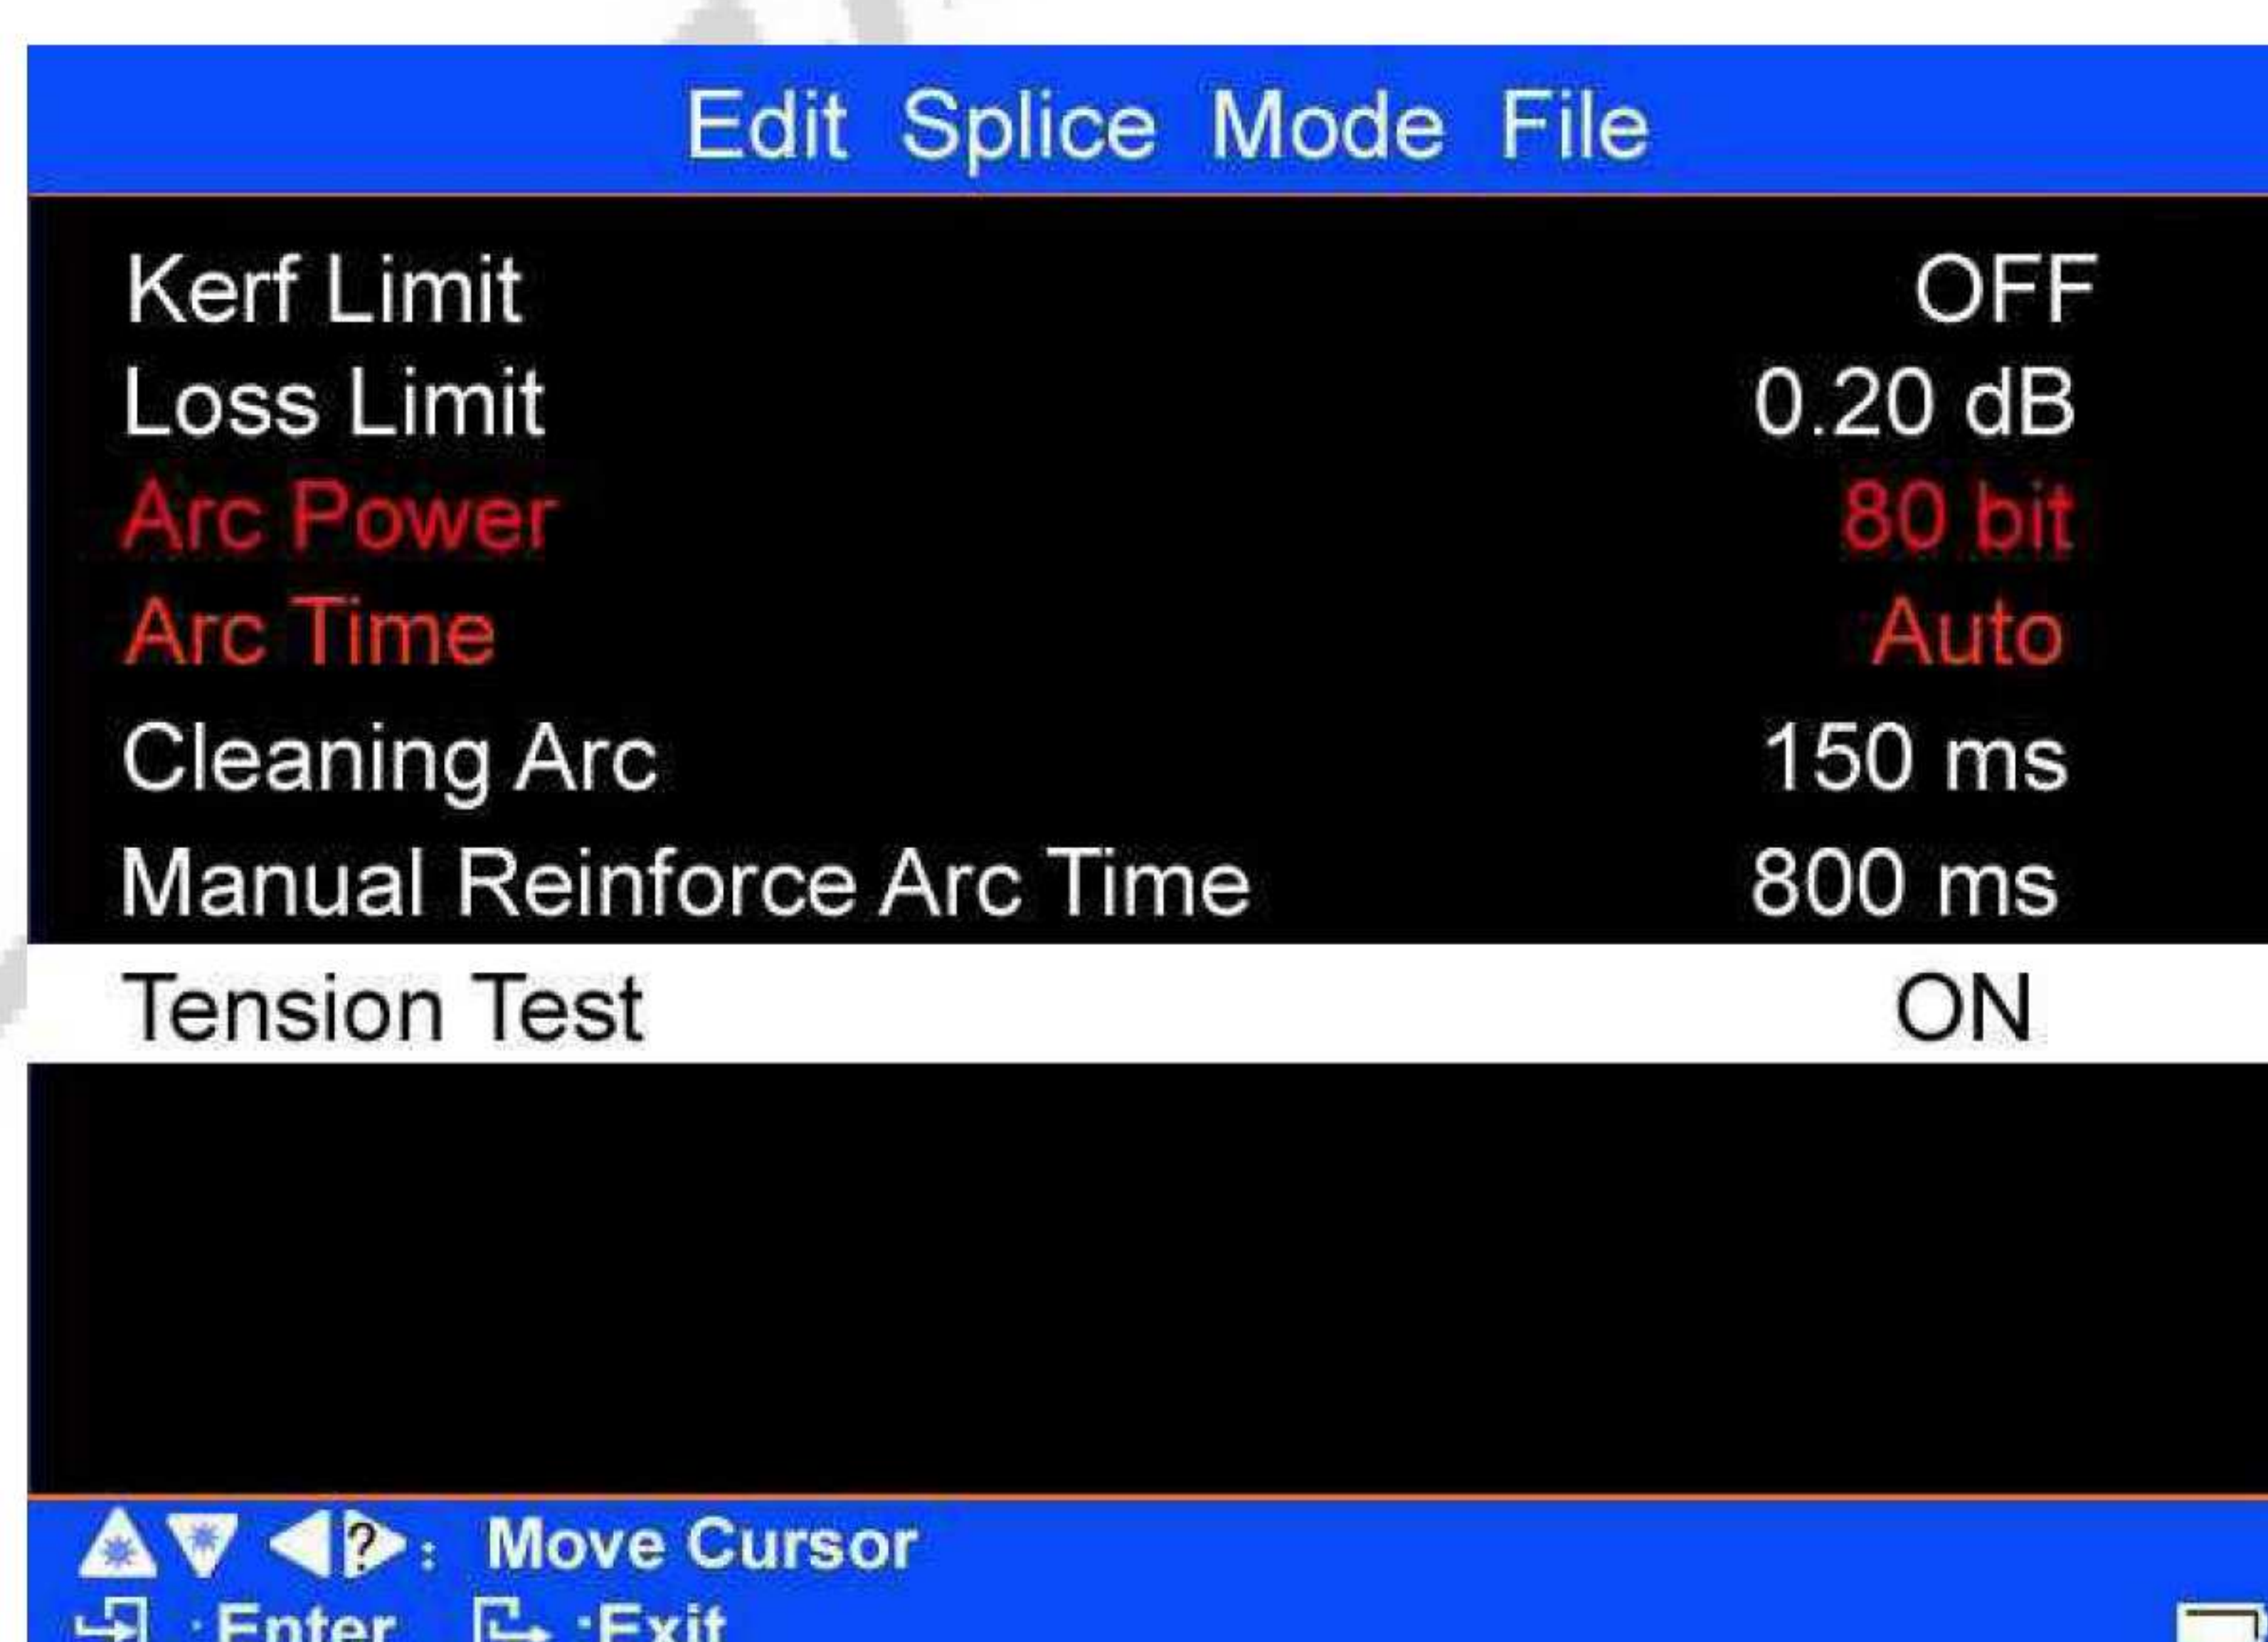 Edit Splice Mode File
Kerf Limit OFF
Loss Limit 0.20 dB
Arc Power 80 bit
Arc Time Auto
Cleaning Arc 150 ms
Manual Reinforce Arc Time 800 ms
Tension Test ON
? : Move Cursor
:Enter :Exit